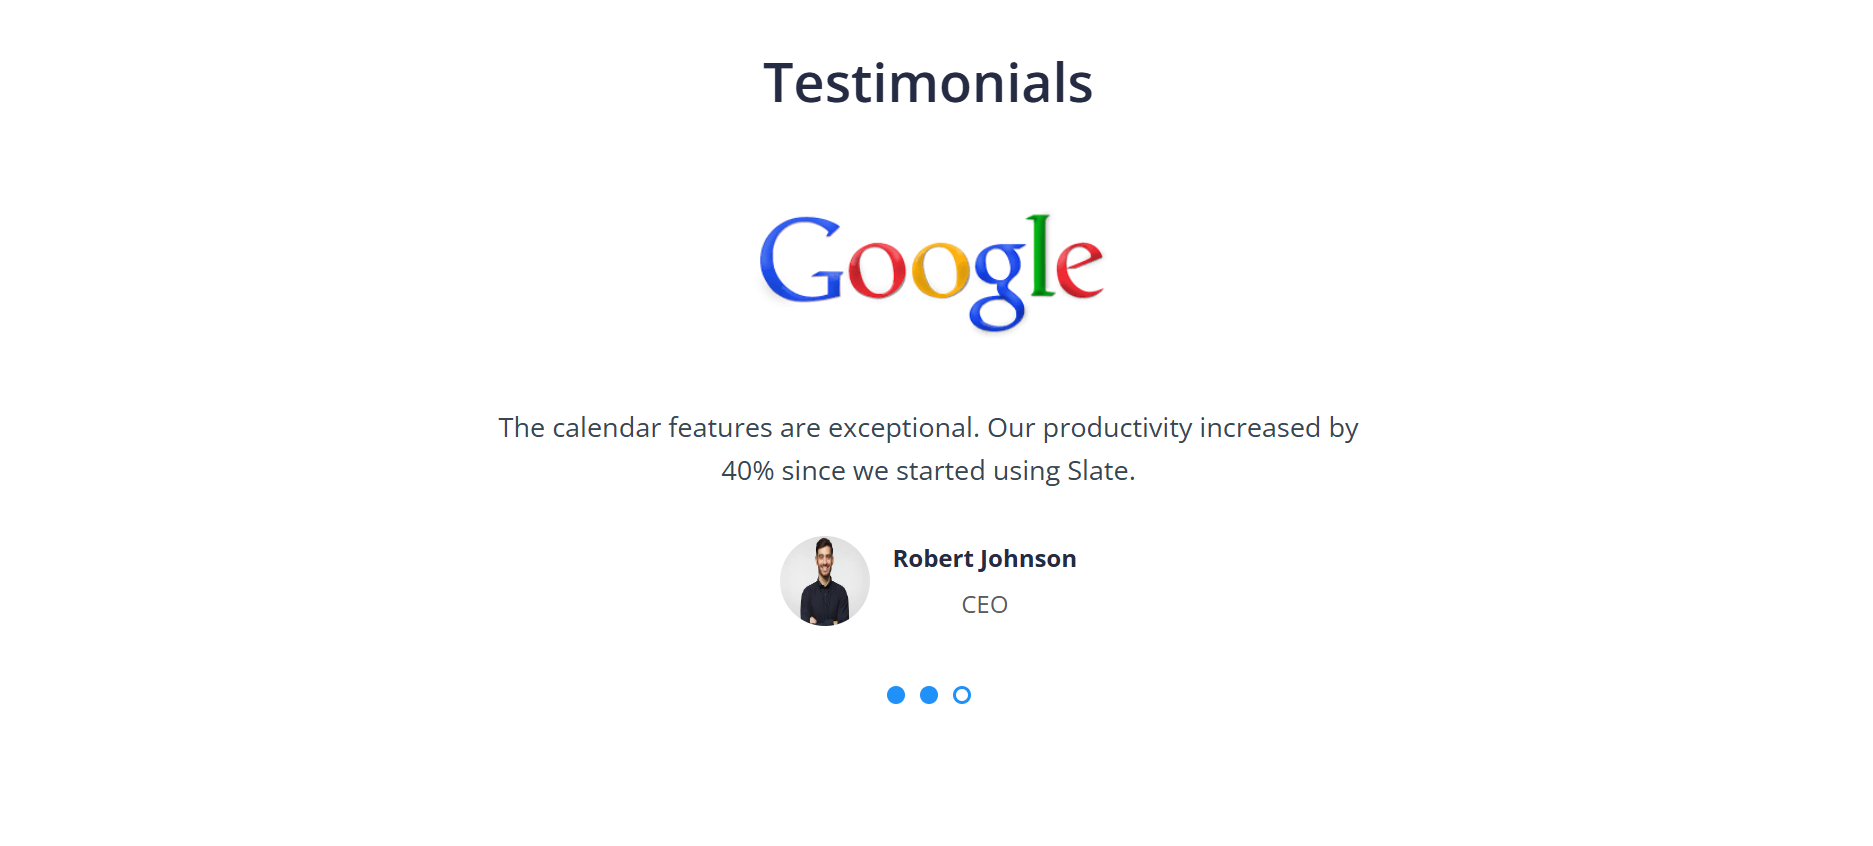 Testimonials
Google
The calendar features are exceptional. Our productivity increased by
40% since we started using Slate.
Robert Johnson
CEO